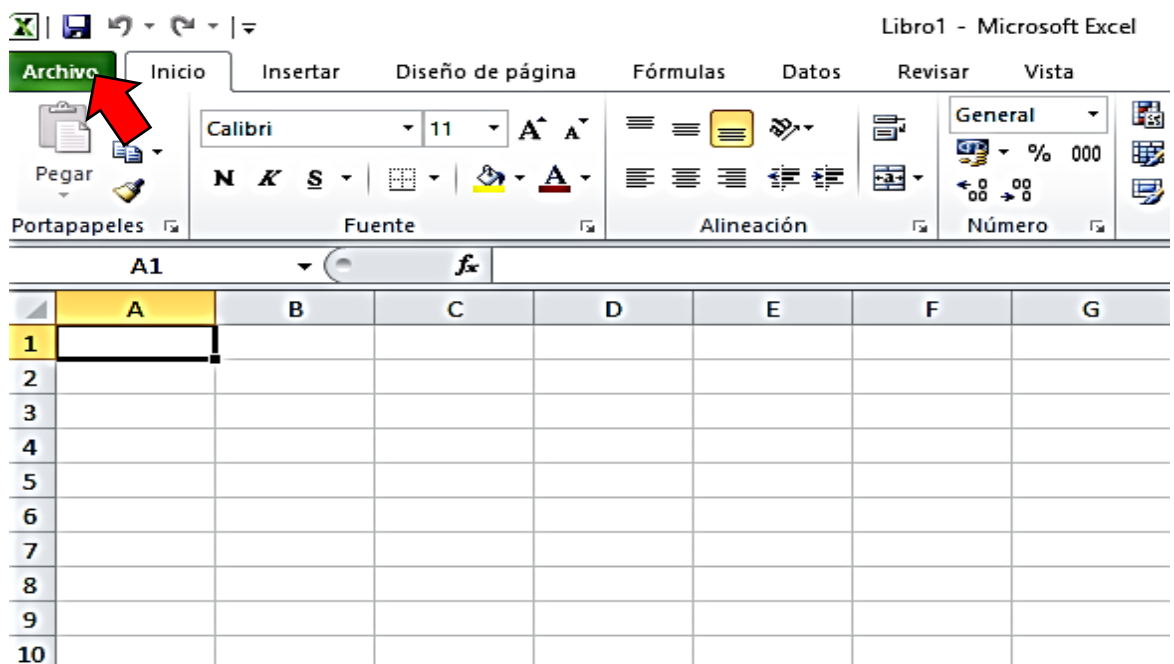 Libro1 - Microsoft Excel
Archivo Inicio Insertar Diseño de página Fórmulas Datos Revisar Vista
Calibri 11 A A General
Pegar N K S A % 000
Portapapeles Fuente Alineación Número
A1 fx
A B C D E F G
1
2
3
4
5
6
7
8
9
10